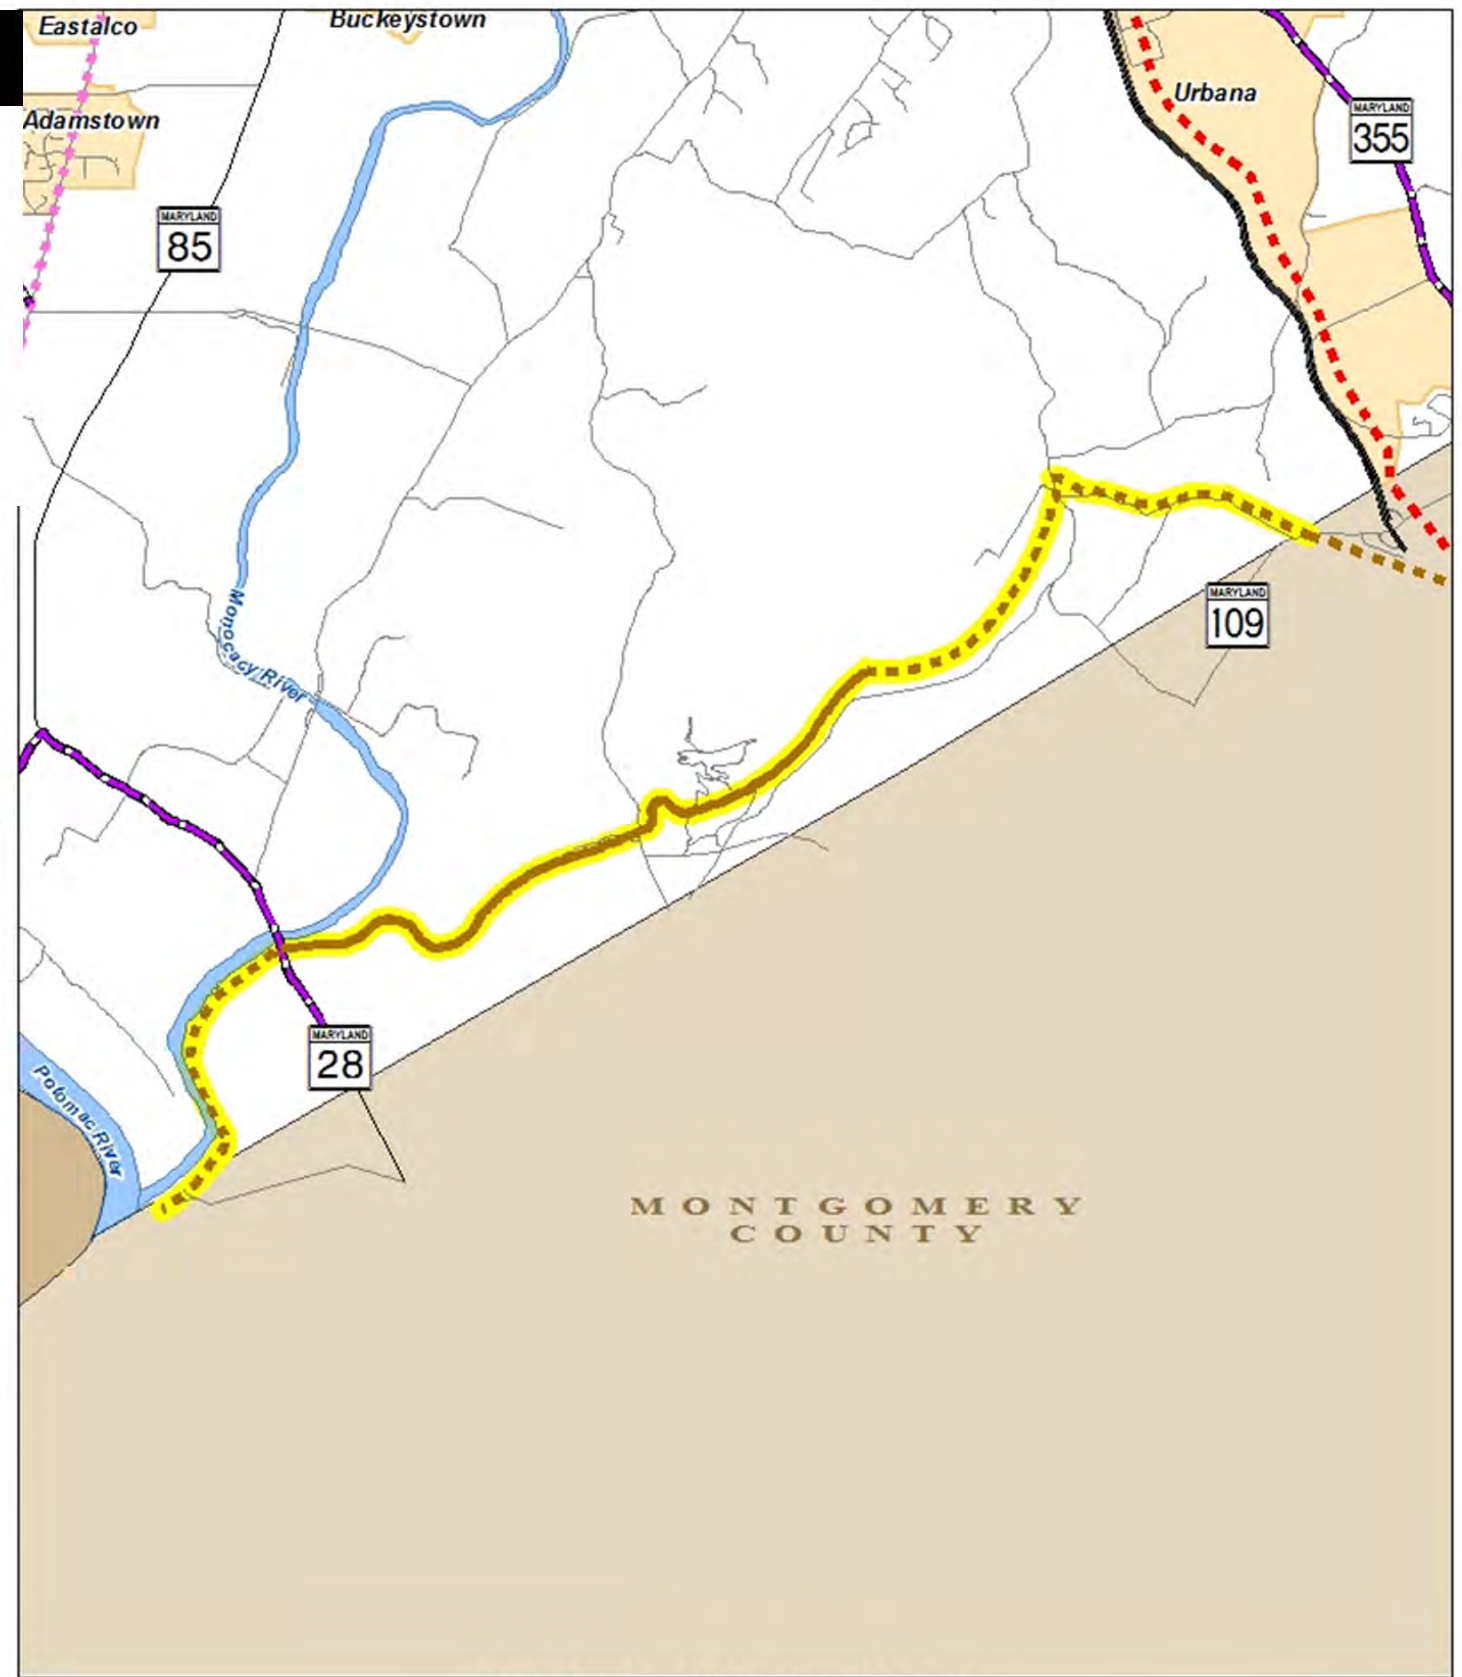 Eastalco
Buckeystown
Adamstown
Urbana
MARYLAND
355
MARYLAND
85
Monocacy River
MARYLAND
109
MARYLAND
28
Potomac River
MONTGOMERY
COUNTY